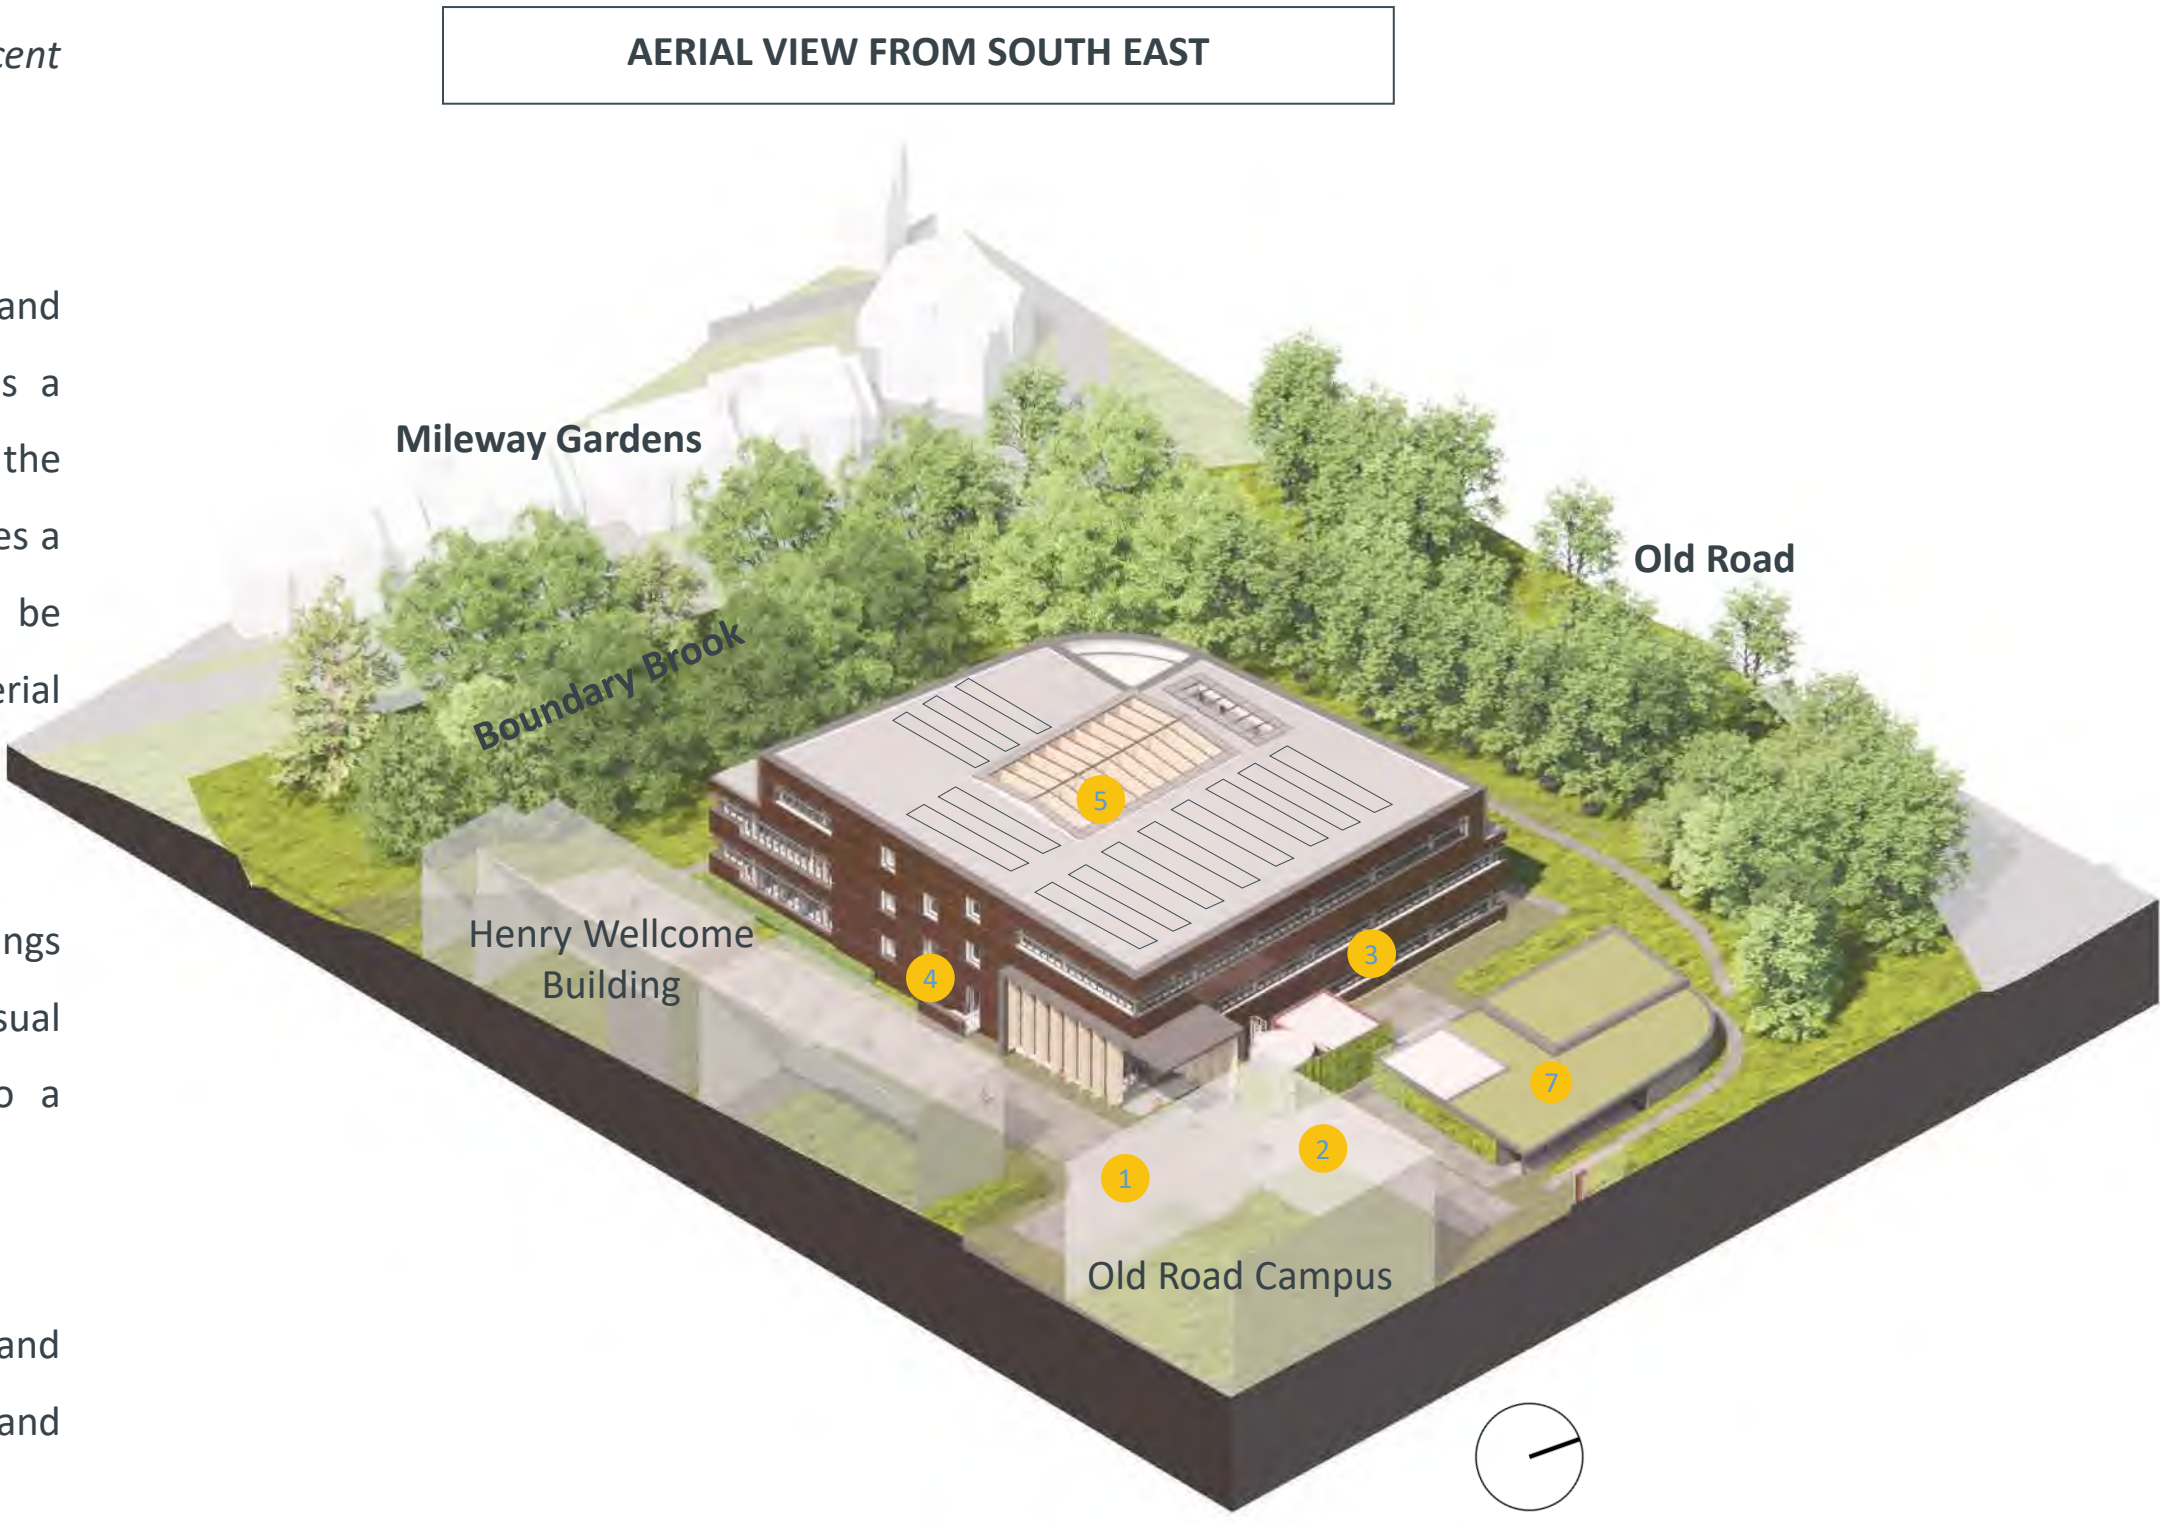 cent
and
s a
the
es a
be
erial
ings
sual
o a
and
and
AERIAL VIEW FROM SOUTH EAST
Mileway Gardens
Old Road
Boundary Brook
5
Henry Wellcome
Building
3
4
7
2
1
Old Road Campus